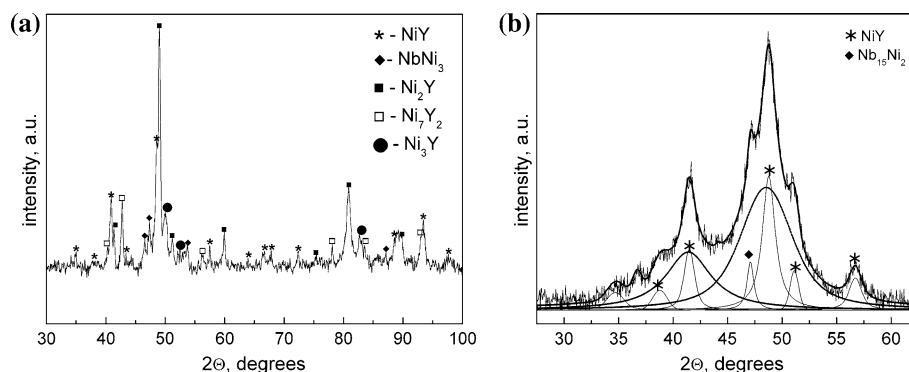 (a)
* - NiY
◆ - NbNi₃
■ - Ni₂Y
□ - Ni₇Y₂
● - Ni₃Y
intensity, a.u.
30 40 50 60 70 80 90 100
2Θ, degrees
(b)
* NiY
◆ Nb₁₅Ni₂
intensity, a.u.
30 35 40 45 50 55 60
2Θ, degrees